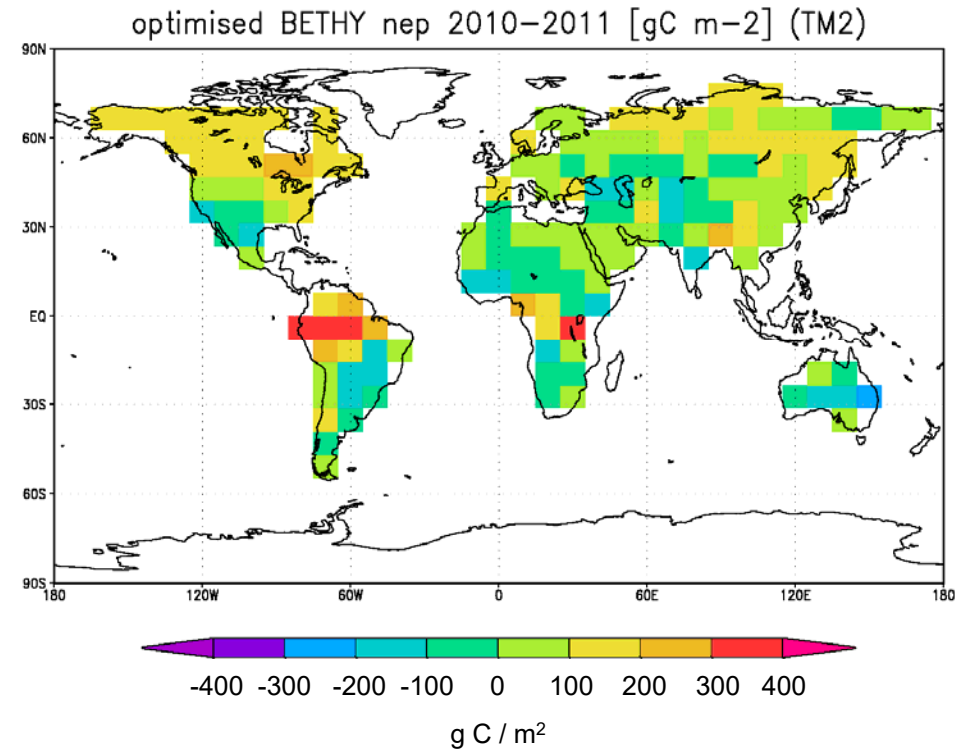 optimised BETHY nep 2010−2011 [gC m−2] (TM2)
90N
60N
30N
EQ
30S
60S
90S
180 120W 60W 0 60E 120E 180
-400 -300 -200 -100 0 100 200 300 400
g C / m²